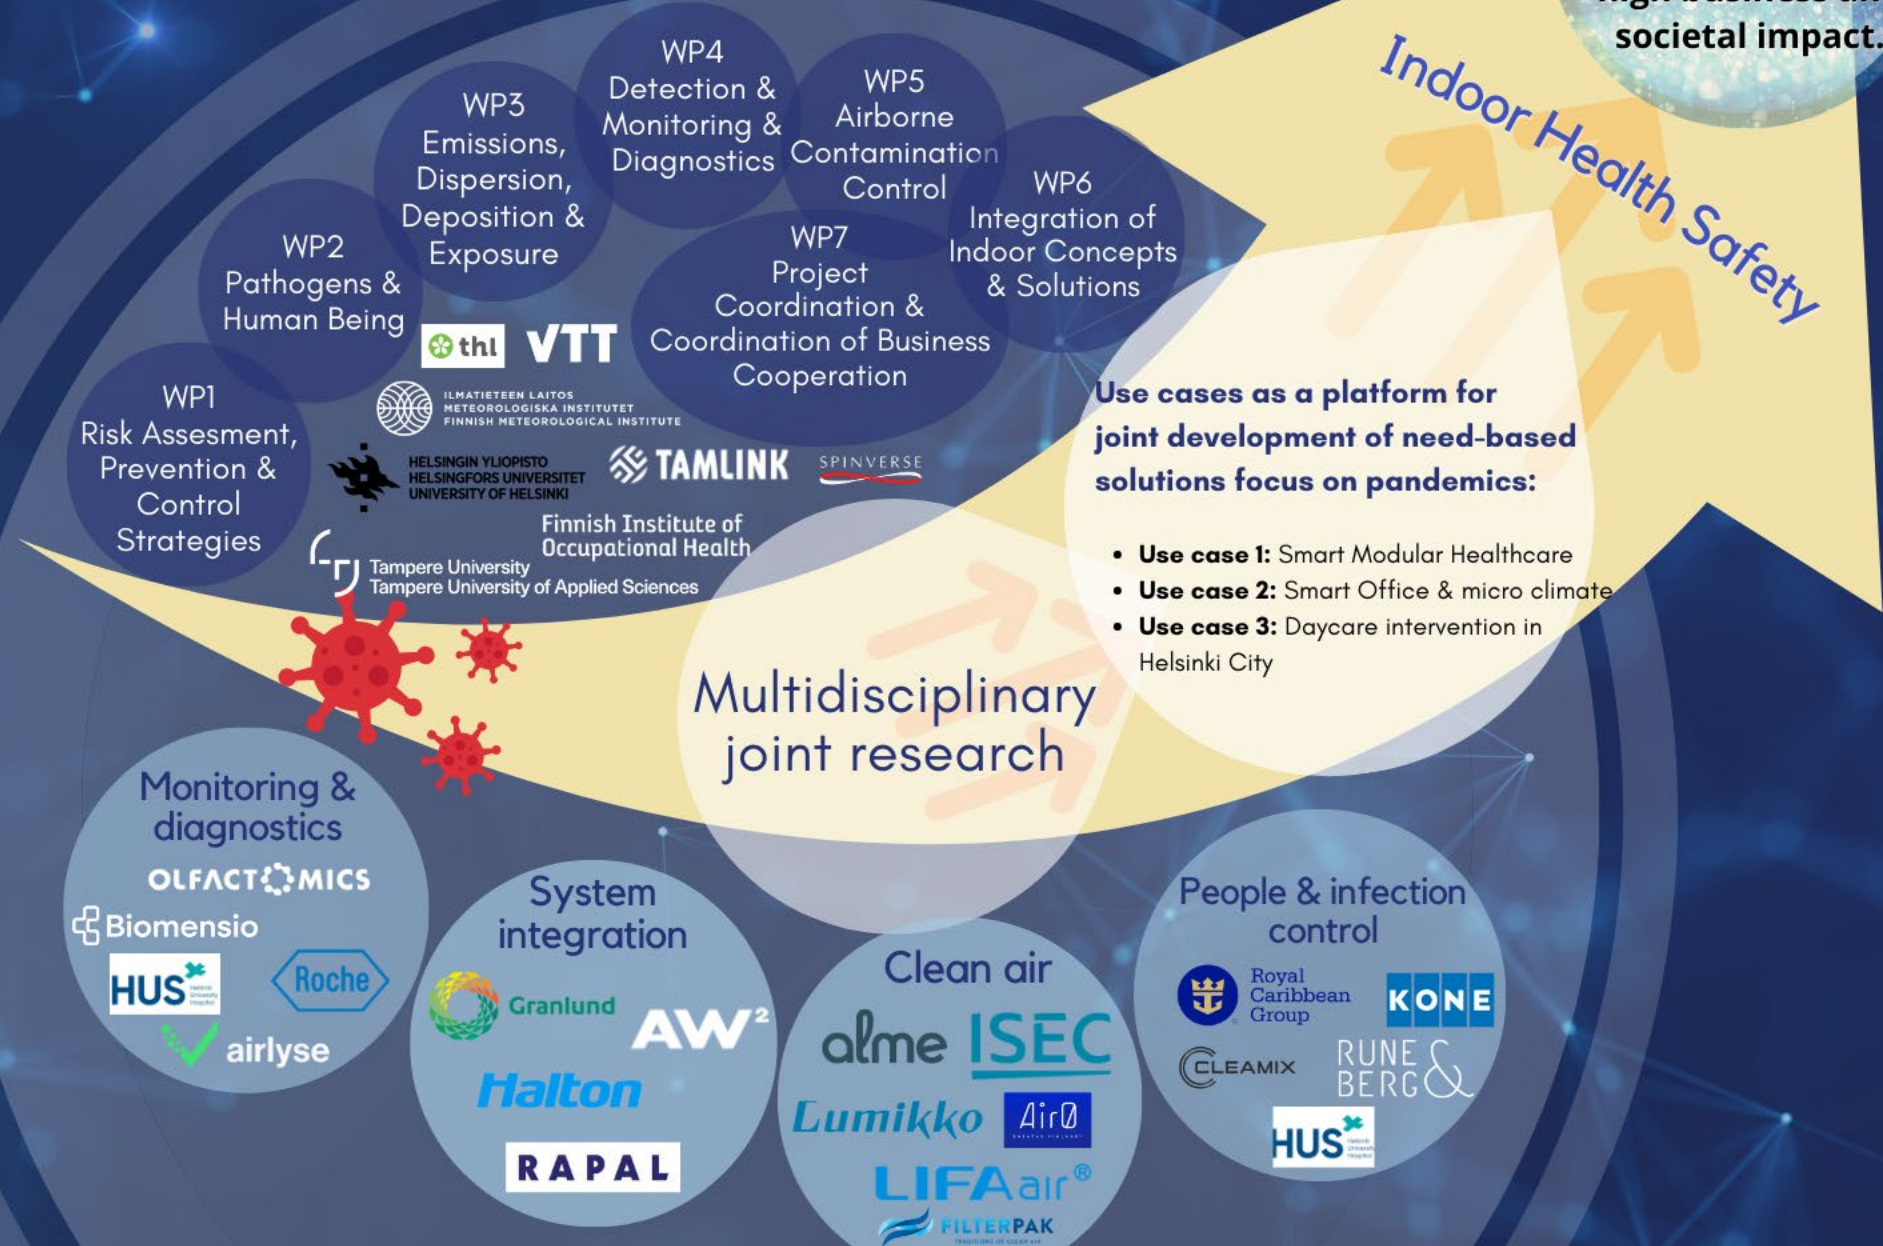 societal impact.
Indoor Health Safety
WP4
Detection &
Monitoring &
Diagnostics
WP5
Airborne
Contamination
Control
WP3
Emissions,
Dispersion,
Deposition &
Exposure
WP6
Integration of
Indoor Concepts
& Solutions
WP2
Pathogens &
Human Being
WP7
Project
Coordination &
Coordination of Business
Cooperation
WP1
Risk Assesment,
Prevention &
Control
Strategies
thl
VTT
ILMATIETEEN LAITOS
METEOROLOGISKA INSTITUTET
FINNISH METEOROLOGICAL INSTITUTE
HELSINGIN YLIOPISTO
HELSINGFORS UNIVERSITET
UNIVERSITY OF HELSINKI
TAMLINK
SPINVERSE
Finnish Institute of
Occupational Health
Tampere University
Tampere University of Applied Sciences
Use cases as a platform for
joint development of need-based
solutions focus on pandemics:
• Use case 1: Smart Modular Healthcare
• Use case 2: Smart Office & micro climate
• Use case 3: Daycare intervention in
Helsinki City
Multidisciplinary
joint research
Monitoring &
diagnostics
OLFACTOMICS
Biomensio
HUS
Roche
airlyse
System
integration
Granlund
AW²
Halton
RAPAL
Clean air
alme
ISEC
Lumikko
Air0
LIFAair®
FILTERPAK
People & infection
control
Royal
Caribbean
Group
KONE
CLEAMIX
RUNE
BERG &
HUS